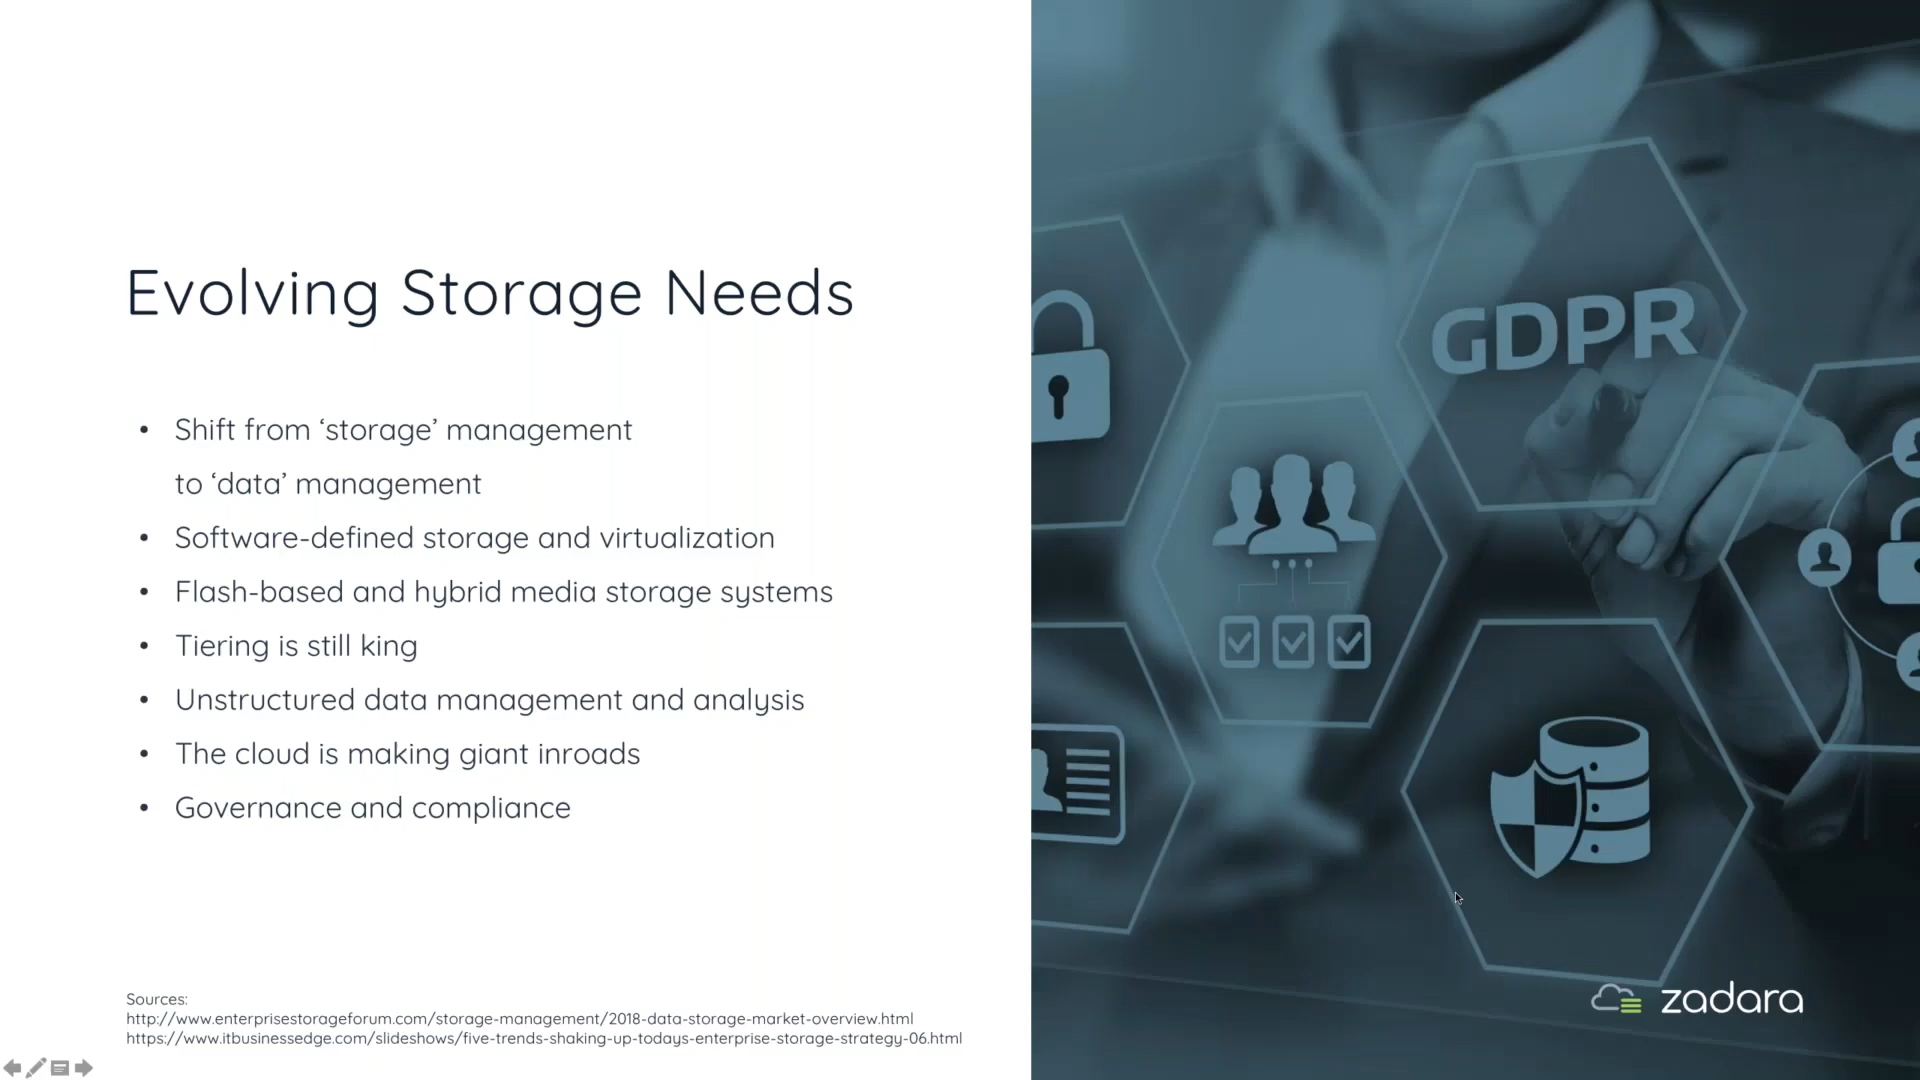 Evolving Storage Needs
• Shift from ‘storage’ management
to ‘data’ management
• Software-defined storage and virtualization
• Flash-based and hybrid media storage systems
• Tiering is still king
• Unstructured data management and analysis
• The cloud is making giant inroads
• Governance and compliance
Sources:
http://www.enterprisestorageforum.com/storage-management/2018-data-storage-market-overview.html
https://www.itbusinessedge.com/slideshows/five-trends-shaking-up-todays-enterprise-storage-strategy-06.html
GDPR
zadara